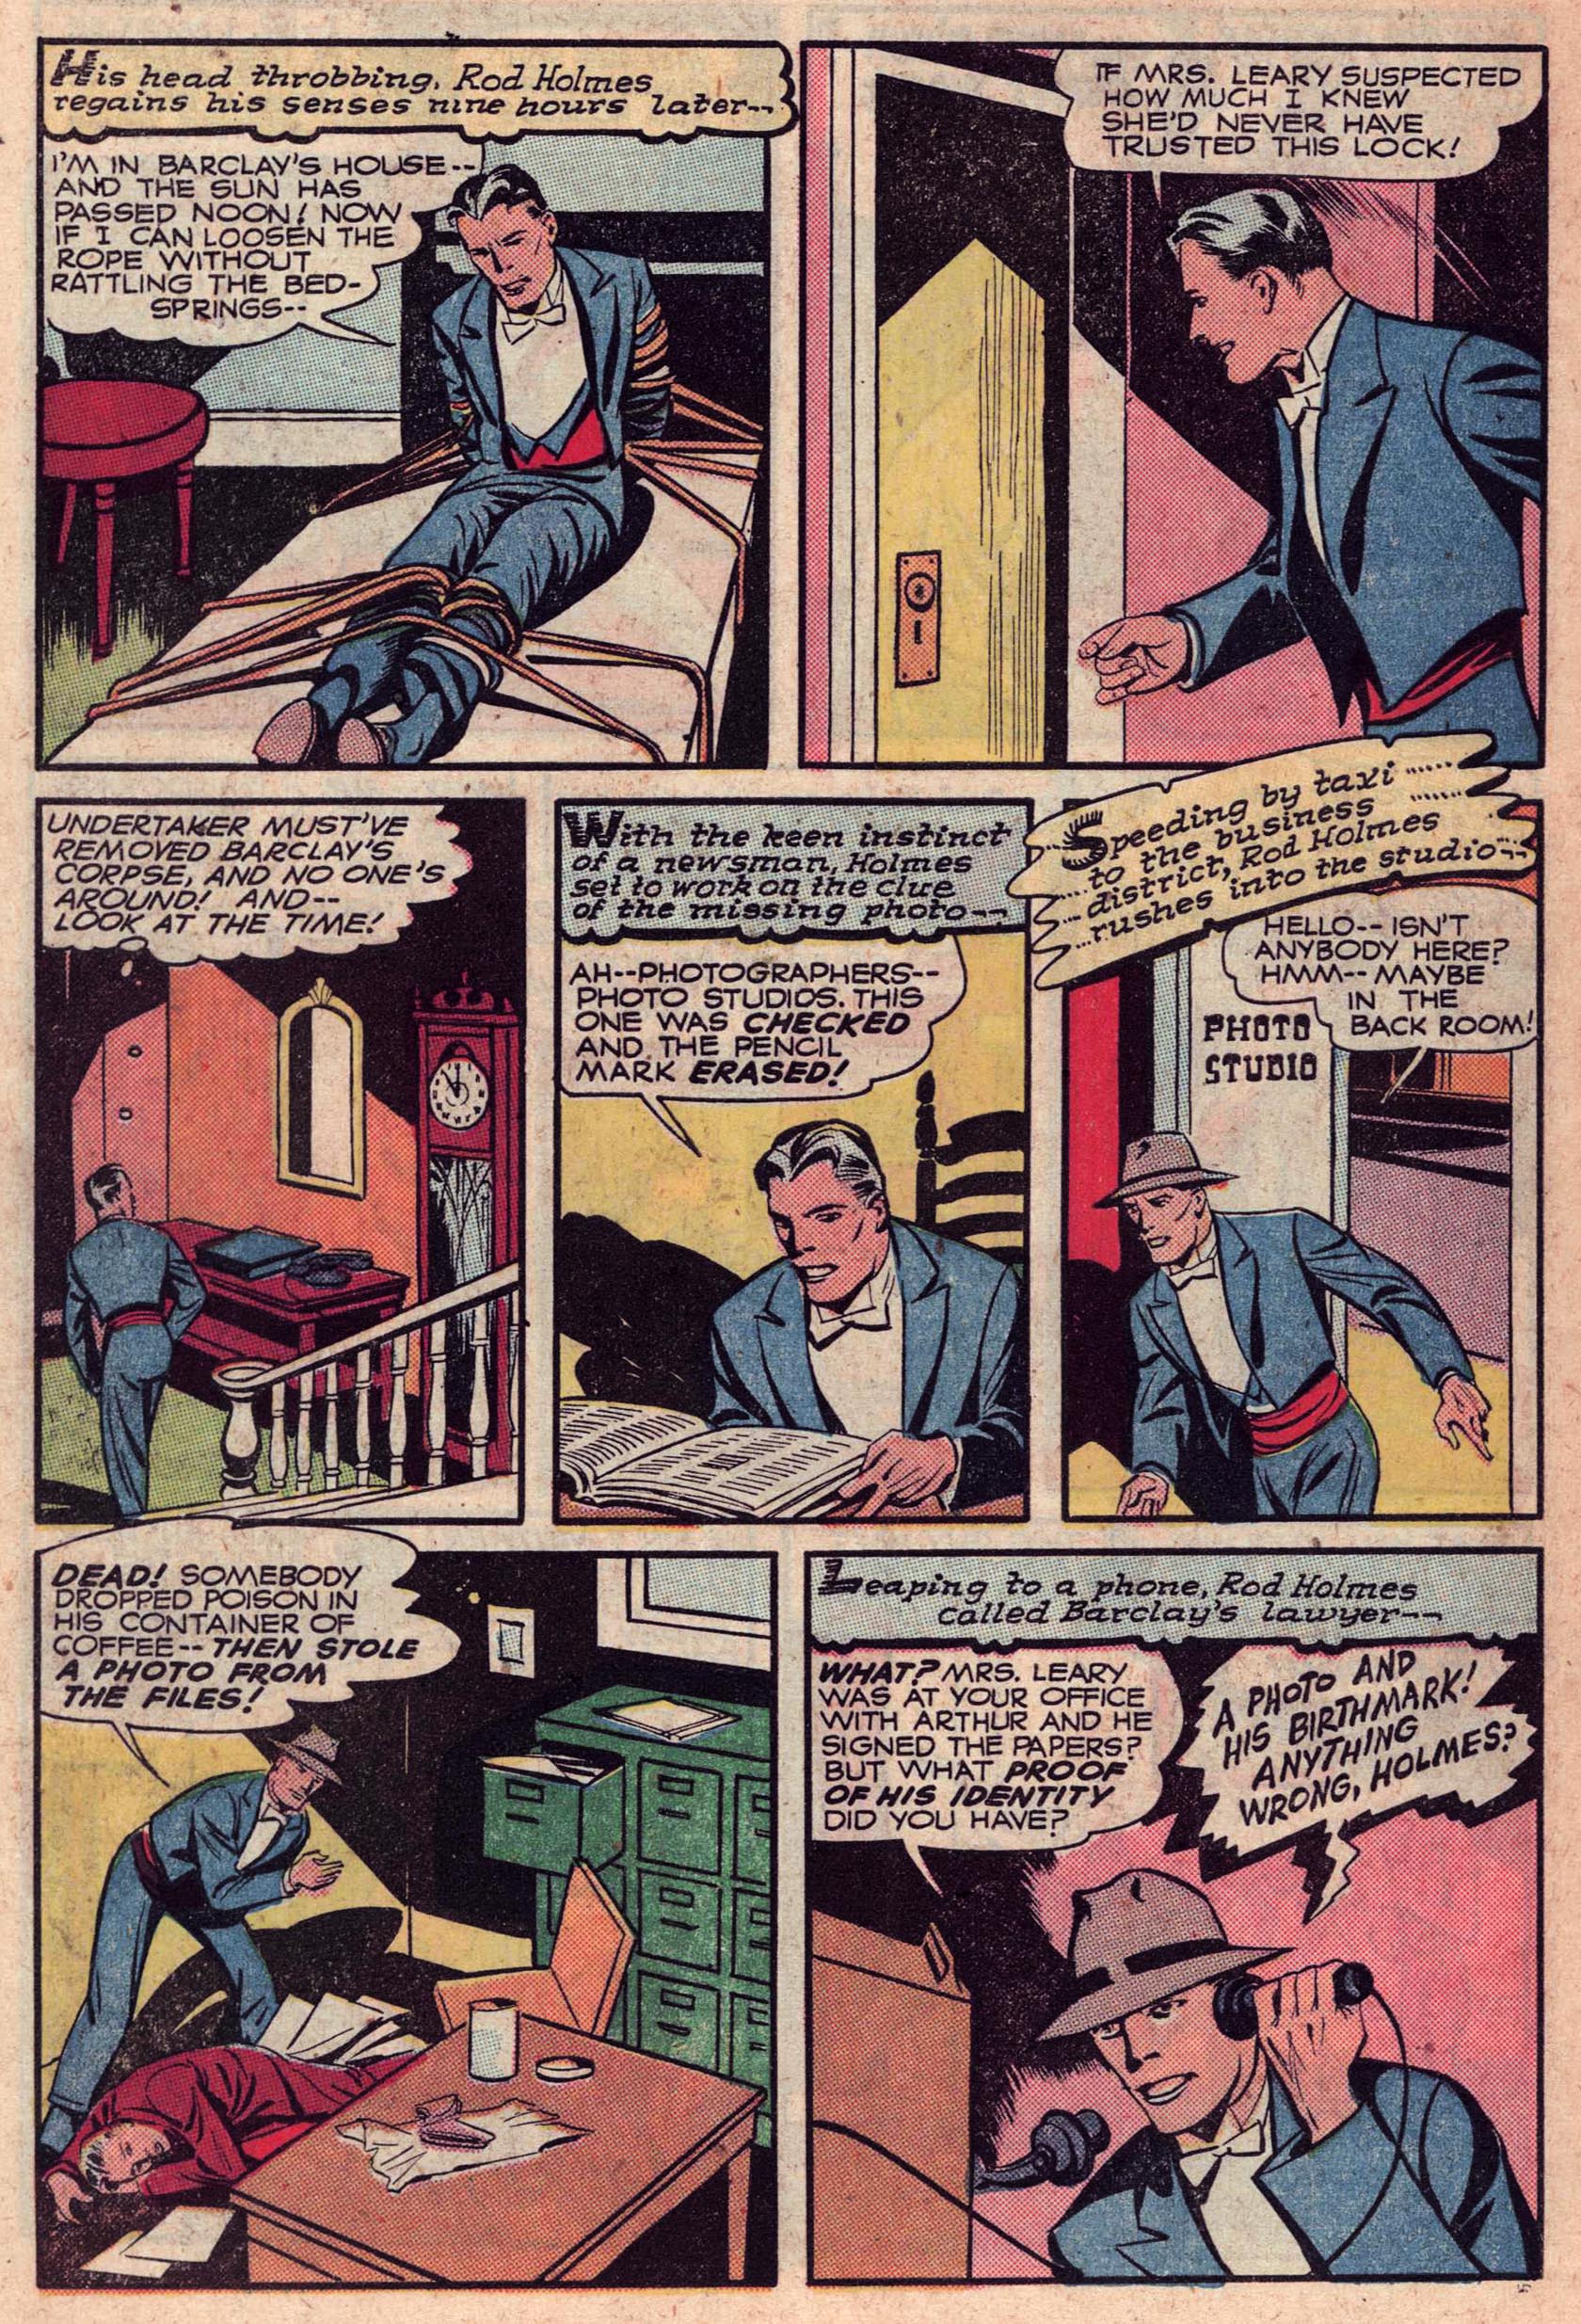 His head throbbing, Rod Holmes
regains his senses nine hours later--
I'M IN BARCLAY'S HOUSE--
AND THE SUN HAS
PASSED NOON! NOW
IF I CAN LOOSEN THE
ROPE WITHOUT
RATTLING THE BED-
SPRINGS--
IF MRS. LEARY SUSPECTED
HOW MUCH I KNEW
SHE'D NEVER HAVE
TRUSTED THIS LOCK!
UNDERTAKER MUST'VE
REMOVED BARCLAY'S
CORPSE, AND NO ONE'S
AROUND! AND--
LOOK AT THE TIME!
With the keen instinct
of a newsman, Holmes
set to work on the clue
of the missing photo--
AH--PHOTOGRAPHERS--
PHOTO STUDIOS. THIS
ONE WAS CHECKED
AND THE PENCIL
MARK ERASED!
Speeding by taxi ......
to the business ......
....district, Rod Holmes
...rushes into the studio--
HELLO-- ISN'T
ANYBODY HERE?
HMM-- MAYBE
IN THE
BACK ROOM!
PHOTO
STUDIO
DEAD! SOMEBODY
DROPPED POISON IN
HIS CONTAINER OF
COFFEE-- THEN STOLE
A PHOTO FROM
THE FILES!
Leaping to a phone, Rod Holmes
called Barclay's lawyer--
WHAT? MRS. LEARY
WAS AT YOUR OFFICE
WITH ARTHUR AND HE
SIGNED THE PAPERS?
BUT WHAT PROOF
OF HIS IDENTITY
DID YOU HAVE?
A PHOTO AND
HIS BIRTHMARK!
ANYTHING
WRONG, HOLMES?
5